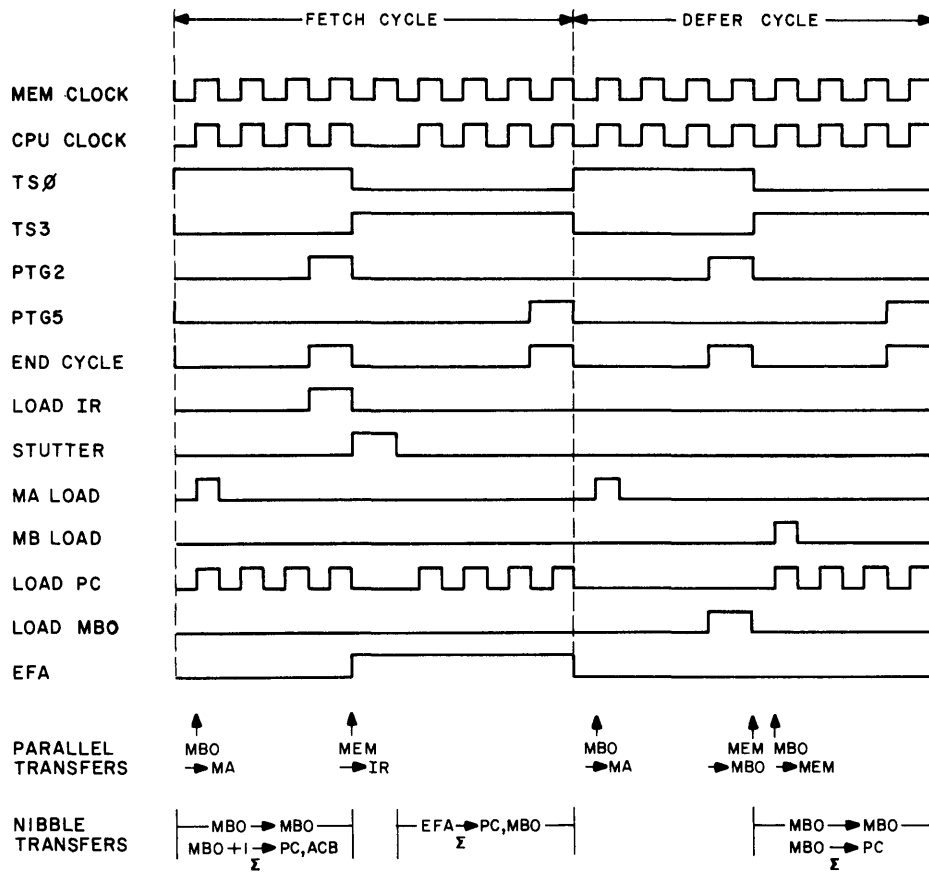 FETCH CYCLE DEFER CYCLE
MEM CLOCK
CPU CLOCK
TSØ
TS3
PTG2
PTG5
END CYCLE
LOAD IR
STUTTER
MA LOAD
MB LOAD
LOAD PC
LOAD MBO
EFA
PARALLEL MBO MEM MBO MEM MBO
TRANSFERS →MA →IR →MA →MBO →MEM
NIBBLE MBO→MBO EFA→PC,MBO MBO→MBO
TRANSFERS MBO+1→PC,ACB Σ MBO→PC
Σ Σ